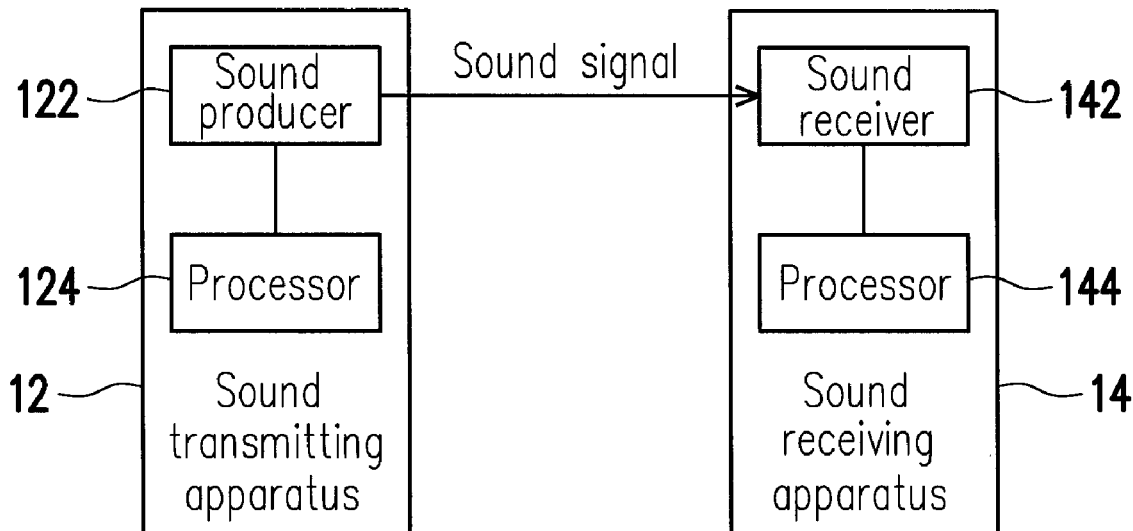 122
Sound
producer
Sound signal
Sound
receiver
142
124
Processor
Processor
144
12
Sound
transmitting
apparatus
Sound
receiving
apparatus
14